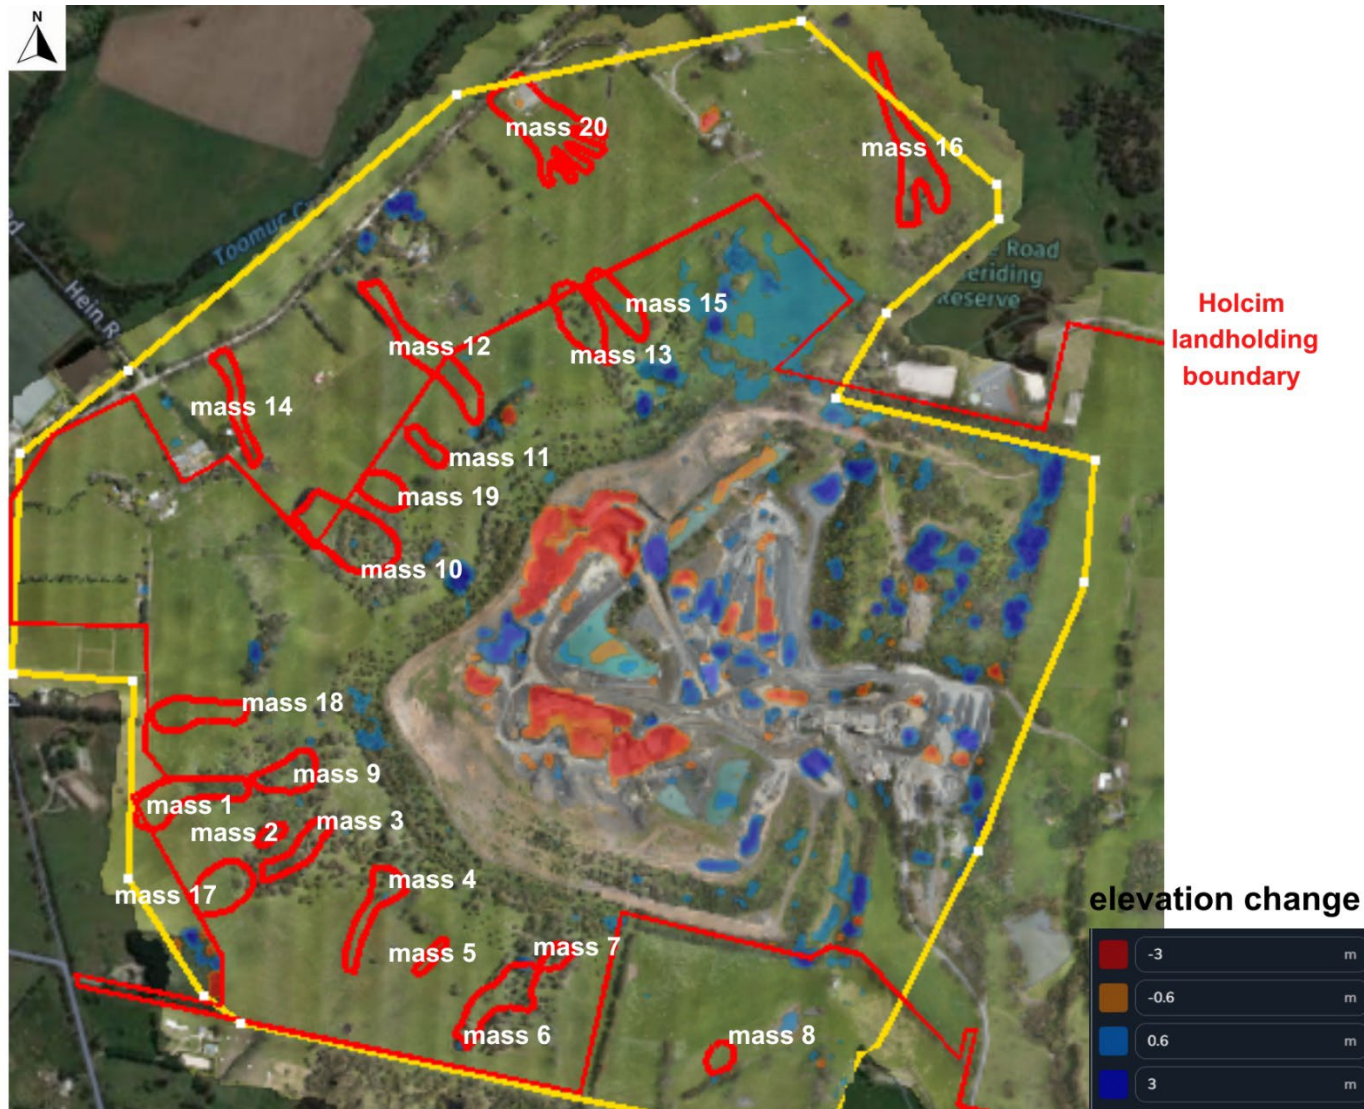 N
mass 20
mass 16
Toomuc C
e Road
eriding
Reserve
Hein R
mass 15
Holcim
landholding
boundary
mass 12
mass 13
mass 14
mass 11
mass 19
mass 10
mass 18
mass 9
mass 1
mass 3
mass 2
mass 4
mass 17
elevation change
mass 5
mass 7
-3 m
-0.6 m
mass 6
mass 8
0.6 m
3 m